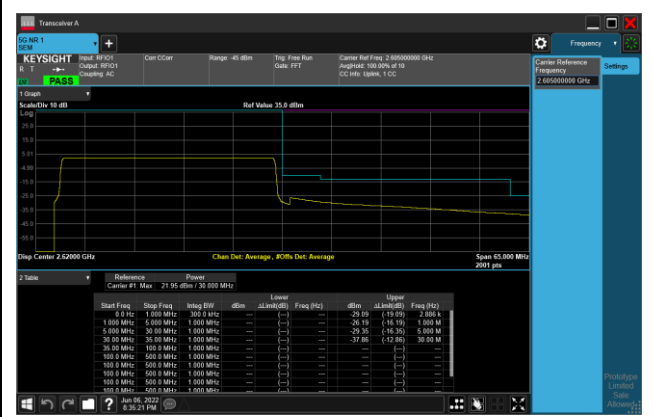 Transceiver A
5G NR 1
SEM
Frequency
KEYSIGHT
R T
PASS
Input: RFIO1
Output: RFIO1
Coupling: AC
Corr CCorr
Range: -45 dBm
Trig: Free Run
Gate: FFT
Carrier Ref Freq: 2.605000000 GHz
Avg|Hold: 100.00% of 10
CC Info: Uplink, 1 CC
Carrier Reference
Frequency
2.605000000 GHz
Settings
1 Graph
Scale/Div 10 dB
Ref Value 35.0 dBm
Log
25.0
15.0
5.01
-4.99
-15.0
-25.0
-35.0
-45.0
-55.0
Disp Center 2.62000 GHz
Chan Det: Average , #Offs Det: Average
Span 65.000 MHz
2001 pts
2 Table
Reference Power
Carrier #1 Max 21.95 dBm / 30.000 MHz
Lower Upper
Start Freq Stop Freq Integ BW dBm ΔLimit(dB) Freq (Hz) dBm ΔLimit(dB) Freq (Hz)
0.0 Hz 1.000 MHz 300.0 kHz --- (---) --- -29.09 (-19.09) 2.886 k
1.000 MHz 5.000 MHz 1.000 MHz --- (---) --- -26.19 (-16.19) 1.000 M
5.000 MHz 30.00 MHz 1.000 MHz --- (---) --- -29.35 (-16.35) 5.000 M
30.00 MHz 35.00 MHz 1.000 MHz --- (---) --- -37.86 (-12.86) 30.00 M
35.00 MHz 100.0 MHz 1.000 MHz --- (---) --- --- (---) ---
100.0 MHz 500.0 MHz 1.000 MHz --- (---) --- --- (---) ---
100.0 MHz 500.0 MHz 1.000 MHz --- (---) --- --- (---) ---
100.0 MHz 500.0 MHz 1.000 MHz --- (---) --- --- (---) ---
100.0 MHz 500.0 MHz 1.000 MHz --- (---) --- --- (---) ---
Jun 06, 2022
8:35:21 PM
Prototype
Limited
Sale
Allowed